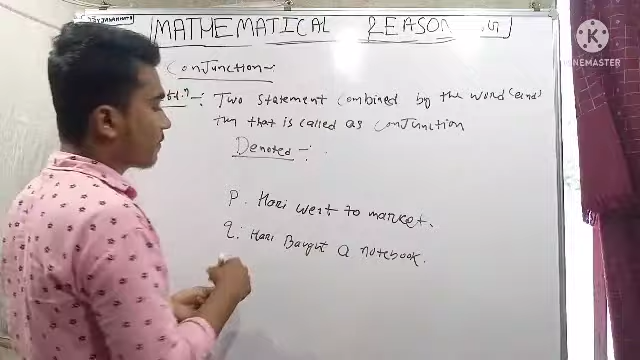 MATHEMATICAL REASON
Conjunction:-
Two statement combined by the word (and)
then that is called as conjunction
Denoted -:
P. Hari went to market.
q: Hari Baught a notebook.
KINEMASTER